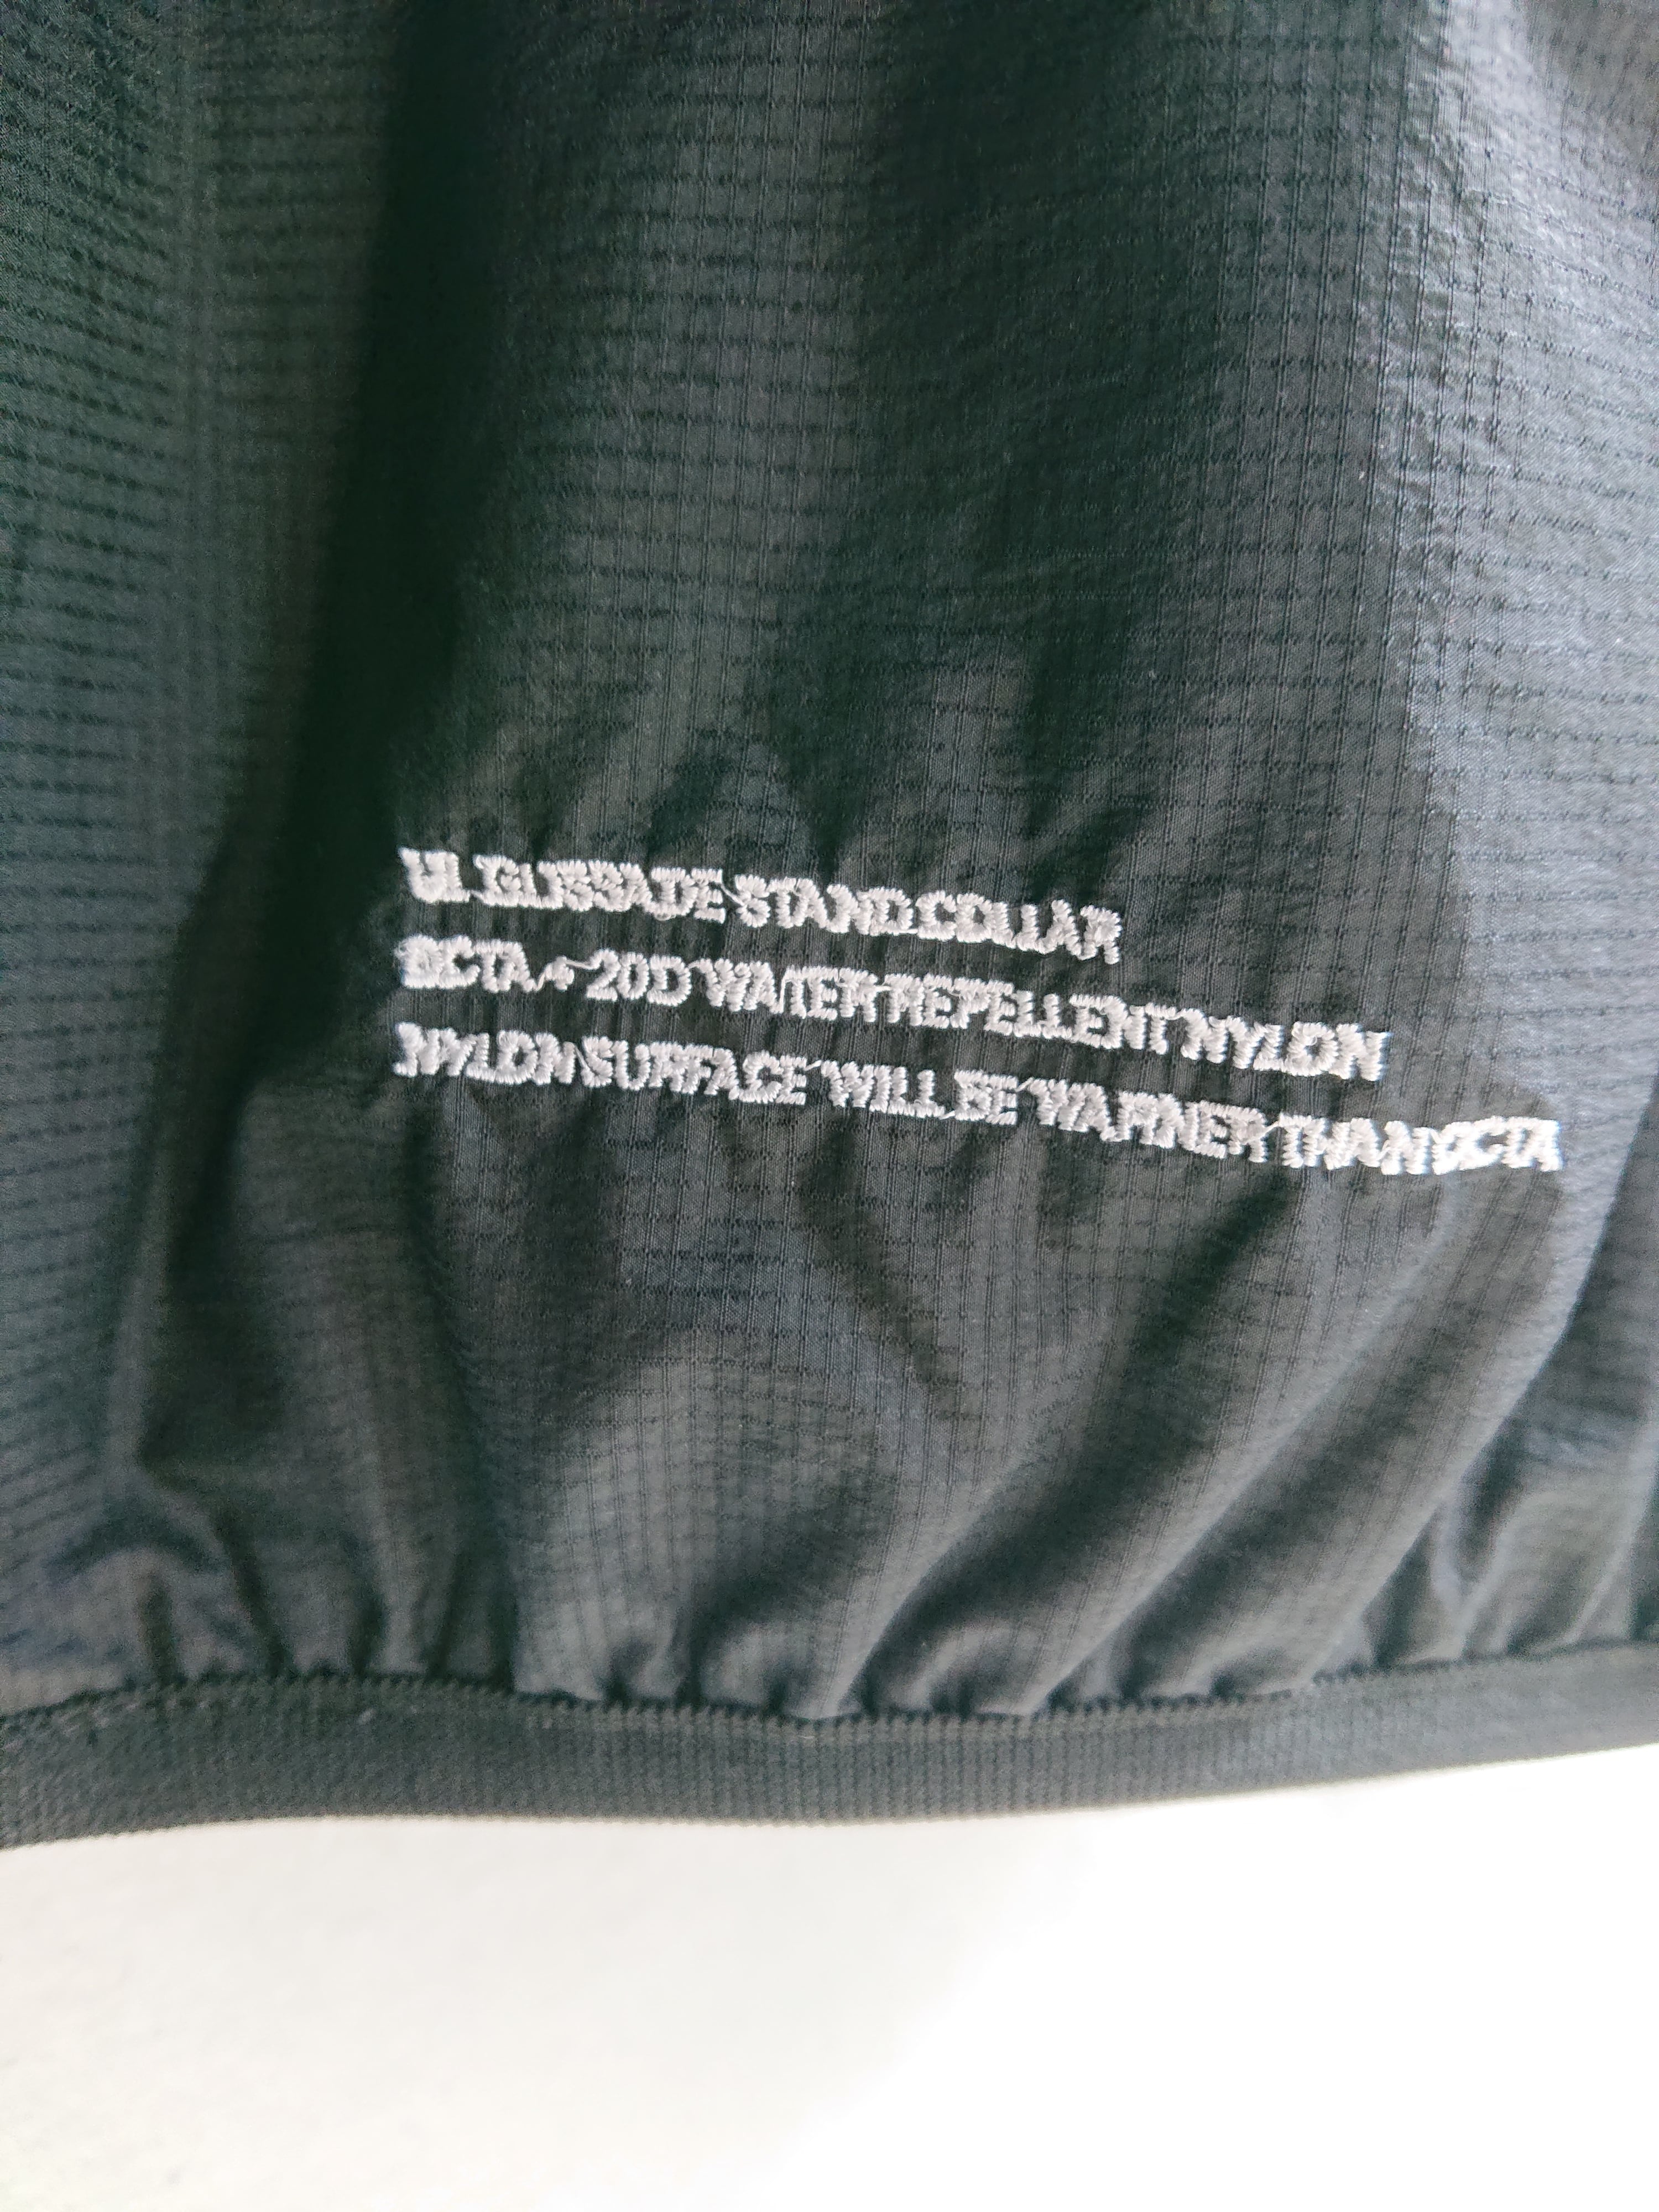 UL GLISSADE STAND COLLAR
OCTA + 20D WATER REPELLENT NYLON
NYLON SURFACE WILL BE WARMER THAN OCTA